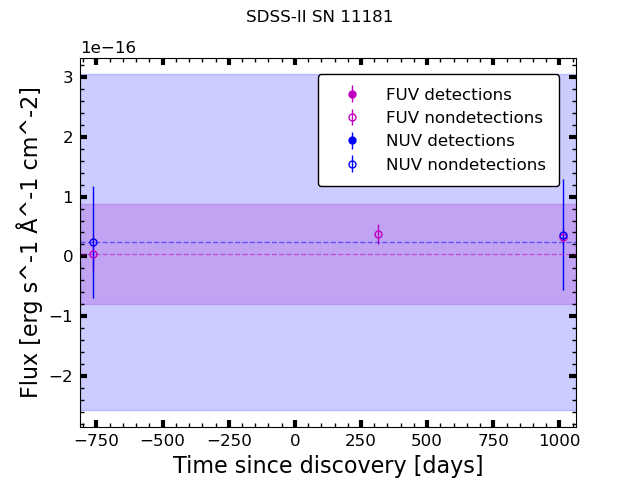 SDSS-II SN 11181
1e−16
FUV detections
FUV nondetections
NUV detections
NUV nondetections
3
2
1
0
−1
−2
Flux [erg s^-1 Å^-1 cm^-2]
−750 −500 −250 0 250 500 750 1000
Time since discovery [days]